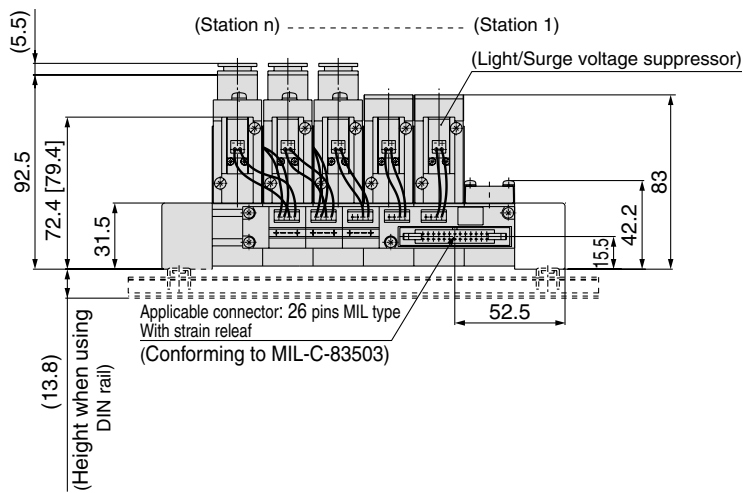 (Station n) (Station 1)
(5.5)
(Light/Surge voltage suppressor)
92.5
72.4 [79.4]
31.5
83
42.2
15.5
Applicable connector: 26 pins MIL type
With strain releaf
(Conforming to MIL-C-83503)
52.5
(13.8)
(Height when using
DIN rail)